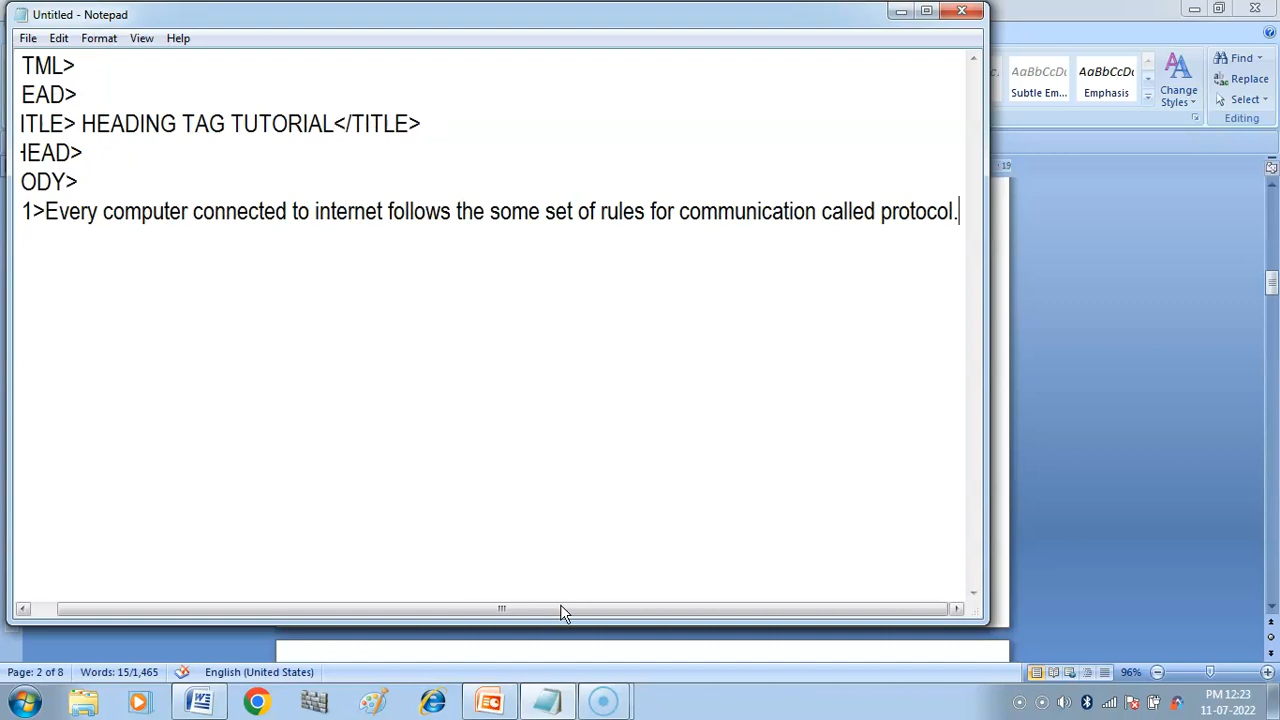 Untitled - Notepad
File Edit Format View Help
TML>
EAD>
ITLE> HEADING TAG TUTORIAL</TITLE>
HEAD>
ODY>
1>Every computer connected to internet follows the some set of rules for communication called protocol.
AaBbCcDc AaBbCcDc
Subtle Em... Emphasis
Change Styles
Find
Replace
Select
Editing
19
Page: 2 of 8 Words: 15/1,465 English (United States) 96%
PM 12:23
11-07-2022